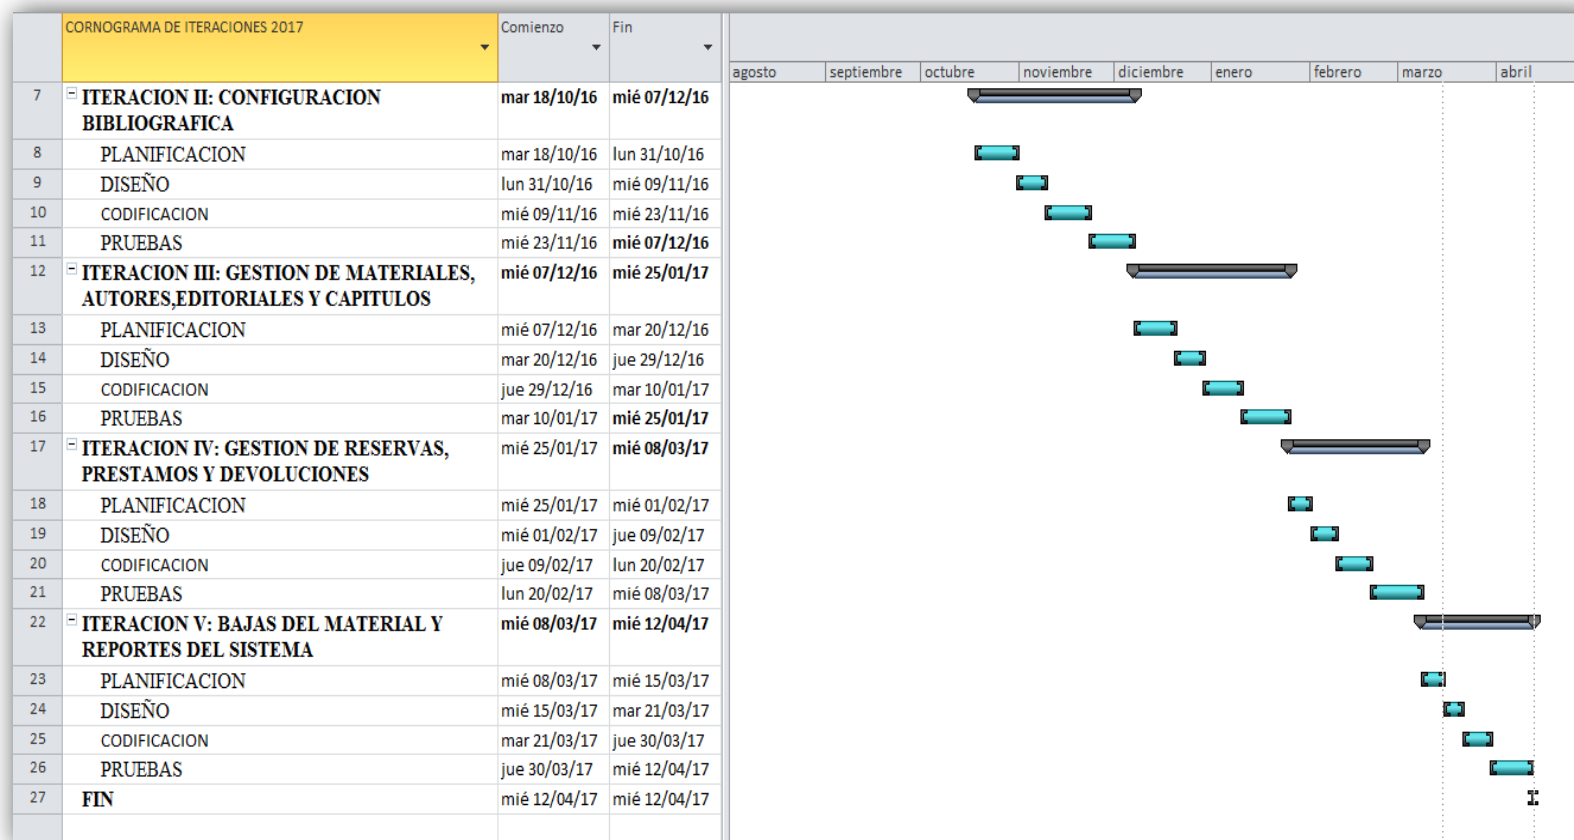 CORNOGRAMA DE ITERACIONES 2017 Comienzo Fin
agosto septiembre octubre noviembre diciembre enero febrero marzo abril
7 ITERACION II: CONFIGURACION mar 18/10/16 mié 07/12/16
BIBLIOGRAFICA
8 PLANIFICACION mar 18/10/16 lun 31/10/16
9 DISEÑO lun 31/10/16 mié 09/11/16
10 CODIFICACION mié 09/11/16 mié 23/11/16
11 PRUEBAS mié 23/11/16 mié 07/12/16
12 ITERACION III: GESTION DE MATERIALES, mié 07/12/16 mié 25/01/17
AUTORES,EDITORIALES Y CAPITULOS
13 PLANIFICACION mié 07/12/16 mar 20/12/16
14 DISEÑO mar 20/12/16 jue 29/12/16
15 CODIFICACION jue 29/12/16 mar 10/01/17
16 PRUEBAS mar 10/01/17 mié 25/01/17
17 ITERACION IV: GESTION DE RESERVAS, mié 25/01/17 mié 08/03/17
PRESTAMOS Y DEVOLUCIONES
18 PLANIFICACION mié 25/01/17 mié 01/02/17
19 DISEÑO mié 01/02/17 jue 09/02/17
20 CODIFICACION jue 09/02/17 lun 20/02/17
21 PRUEBAS lun 20/02/17 mié 08/03/17
22 ITERACION V: BAJAS DEL MATERIAL Y mié 08/03/17 mié 12/04/17
REPORTES DEL SISTEMA
23 PLANIFICACION mié 08/03/17 mié 15/03/17
24 DISEÑO mié 15/03/17 mar 21/03/17
25 CODIFICACION mar 21/03/17 jue 30/03/17
26 PRUEBAS jue 30/03/17 mié 12/04/17
27 FIN mié 12/04/17 mié 12/04/17